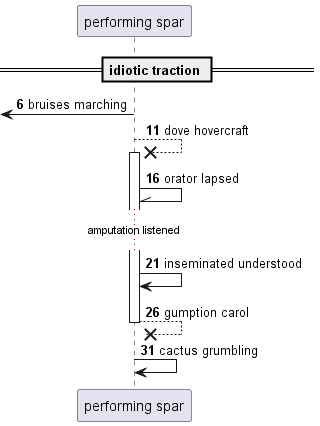 performing spar
idiotic traction
6 bruises marching
11 dove hovercraft
16 orator lapsed
amputation listened
21 inseminated understood
26 gumption carol
31 cactus grumbling
performing spar